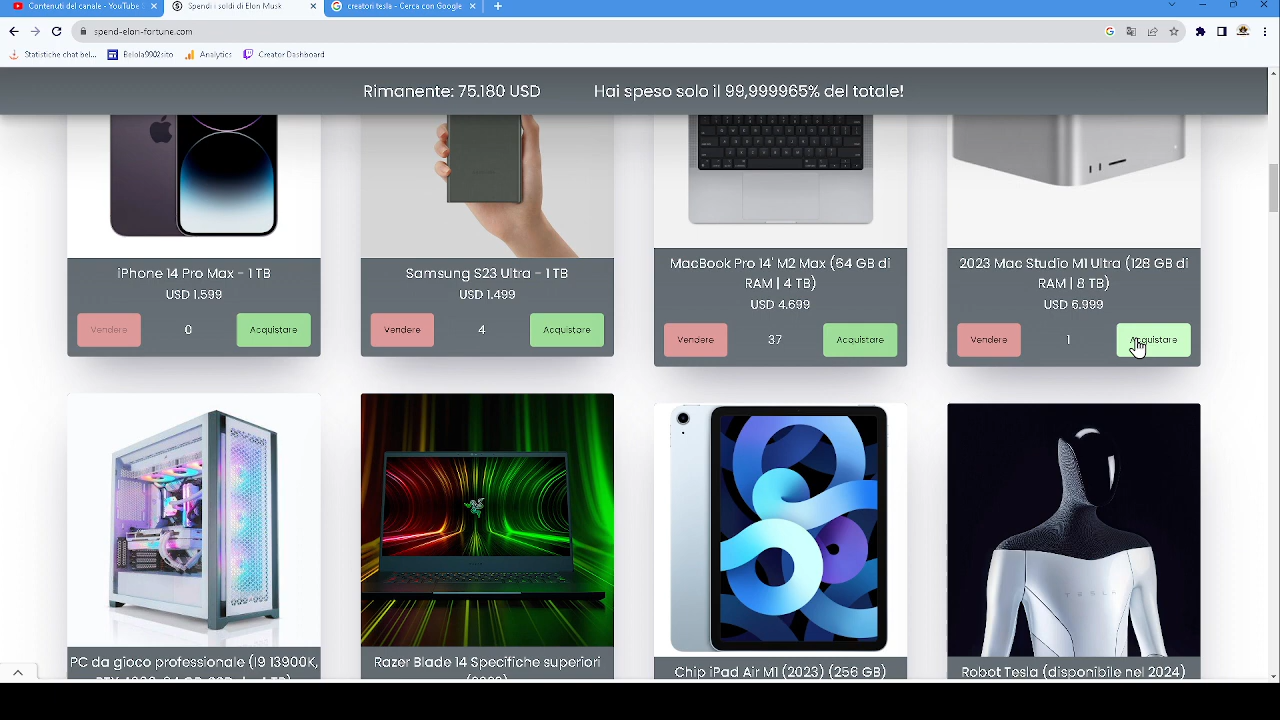 Contenuti del canale - YouTube S
Spendi i soldi di Elon Musk
creatori tesla - Cerca con Google
spend-elon-fortune.com
Statistiche chat bel...
Belola9902sito
Analytics
Creator Dashboard
Rimanente: 75.180 USD
Hai speso solo il 99,999965% del totale!
iPhone 14 Pro Max - 1 TB
USD 1.599
Vendere 0 Acquistare
Samsung S23 Ultra - 1 TB
USD 1.499
Vendere 4 Acquistare
MacBook Pro 14' M2 Max (64 GB di
RAM | 4 TB)
USD 4.699
Vendere 37 Acquistare
2023 Mac Studio M1 Ultra (128 GB di
RAM | 8 TB)
USD 6.999
Vendere 1 Acquistare
TESLA
PC da gioco professionale (I9 13900K,
Razer Blade 14 Specifiche superiori
Chip iPad Air M1 (2023) (256 GB)
Robot Tesla (disponibile nel 2024)